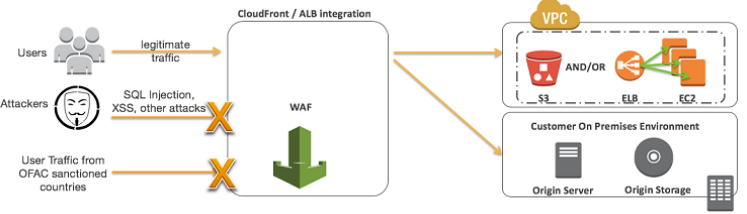 CloudFront / ALB integration
VPC
Users
legitimate
traffic
Attackers
SQL Injection,
XSS, other attacks
WAF
S3
AND/OR
ELB
EC2
User Traffic from
OFAC sanctioned
countries
Customer On Premises Environment
Origin Server
Origin Storage